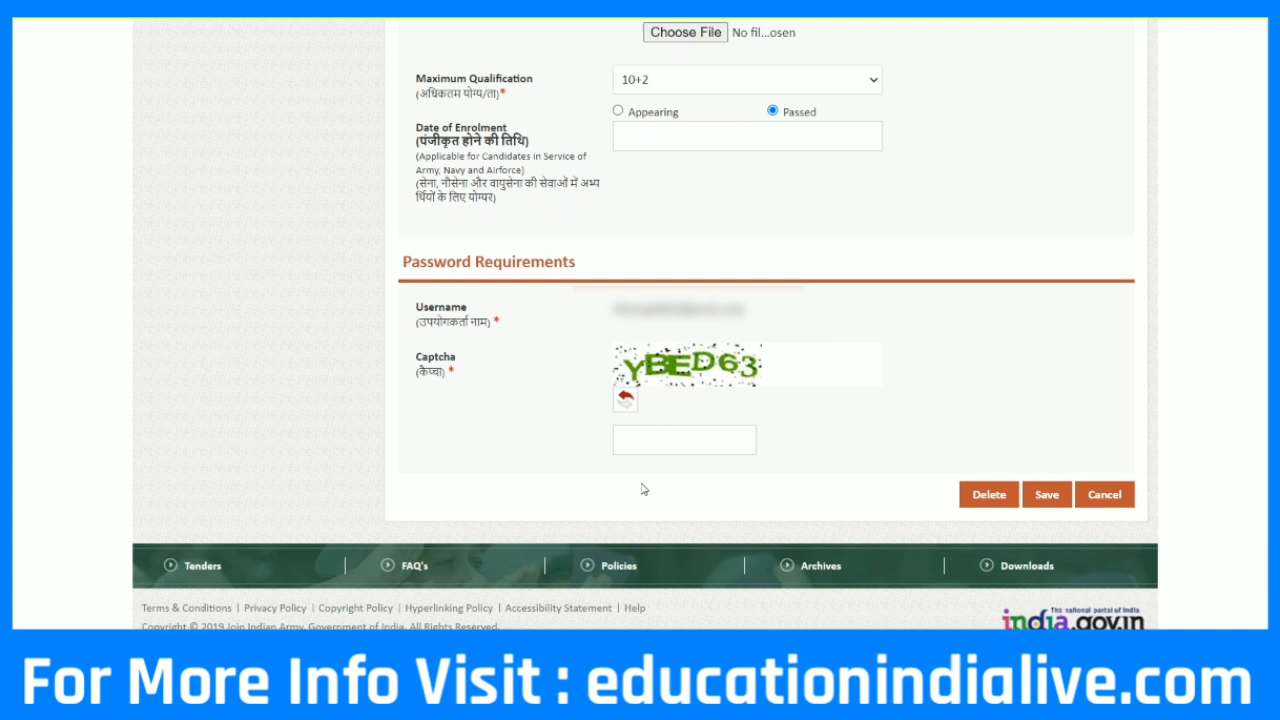 Choose File No fil...osen
Maximum Qualification
(अधिकतम योग्य/ता)*
10+2
Appearing Passed
Date of Enrolment
(पंजीकृत होने की तिथि)
(Applicable for Candidates in Service of
Army, Navy and Airforce)
(सेना, नौसेना और वायुसेना की सेवाओं में अभ्य
र्थियों के लिए योग्यर)
Password Requirements
Username
(उपयोगकर्ता नाम) *
Captcha
(कैप्चा) *
YBED63
Delete Save Cancel
Tenders FAQ's Policies Archives Downloads
Terms & Conditions | Privacy Policy | Copyright Policy | Hyperlinking Policy | Accessibility Statement | Help
The national portal of India
india.gov.in
Copyright © 2019 Join Indian Army, Government of India. All Rights Reserved.
For More Info Visit : educationindialive.com